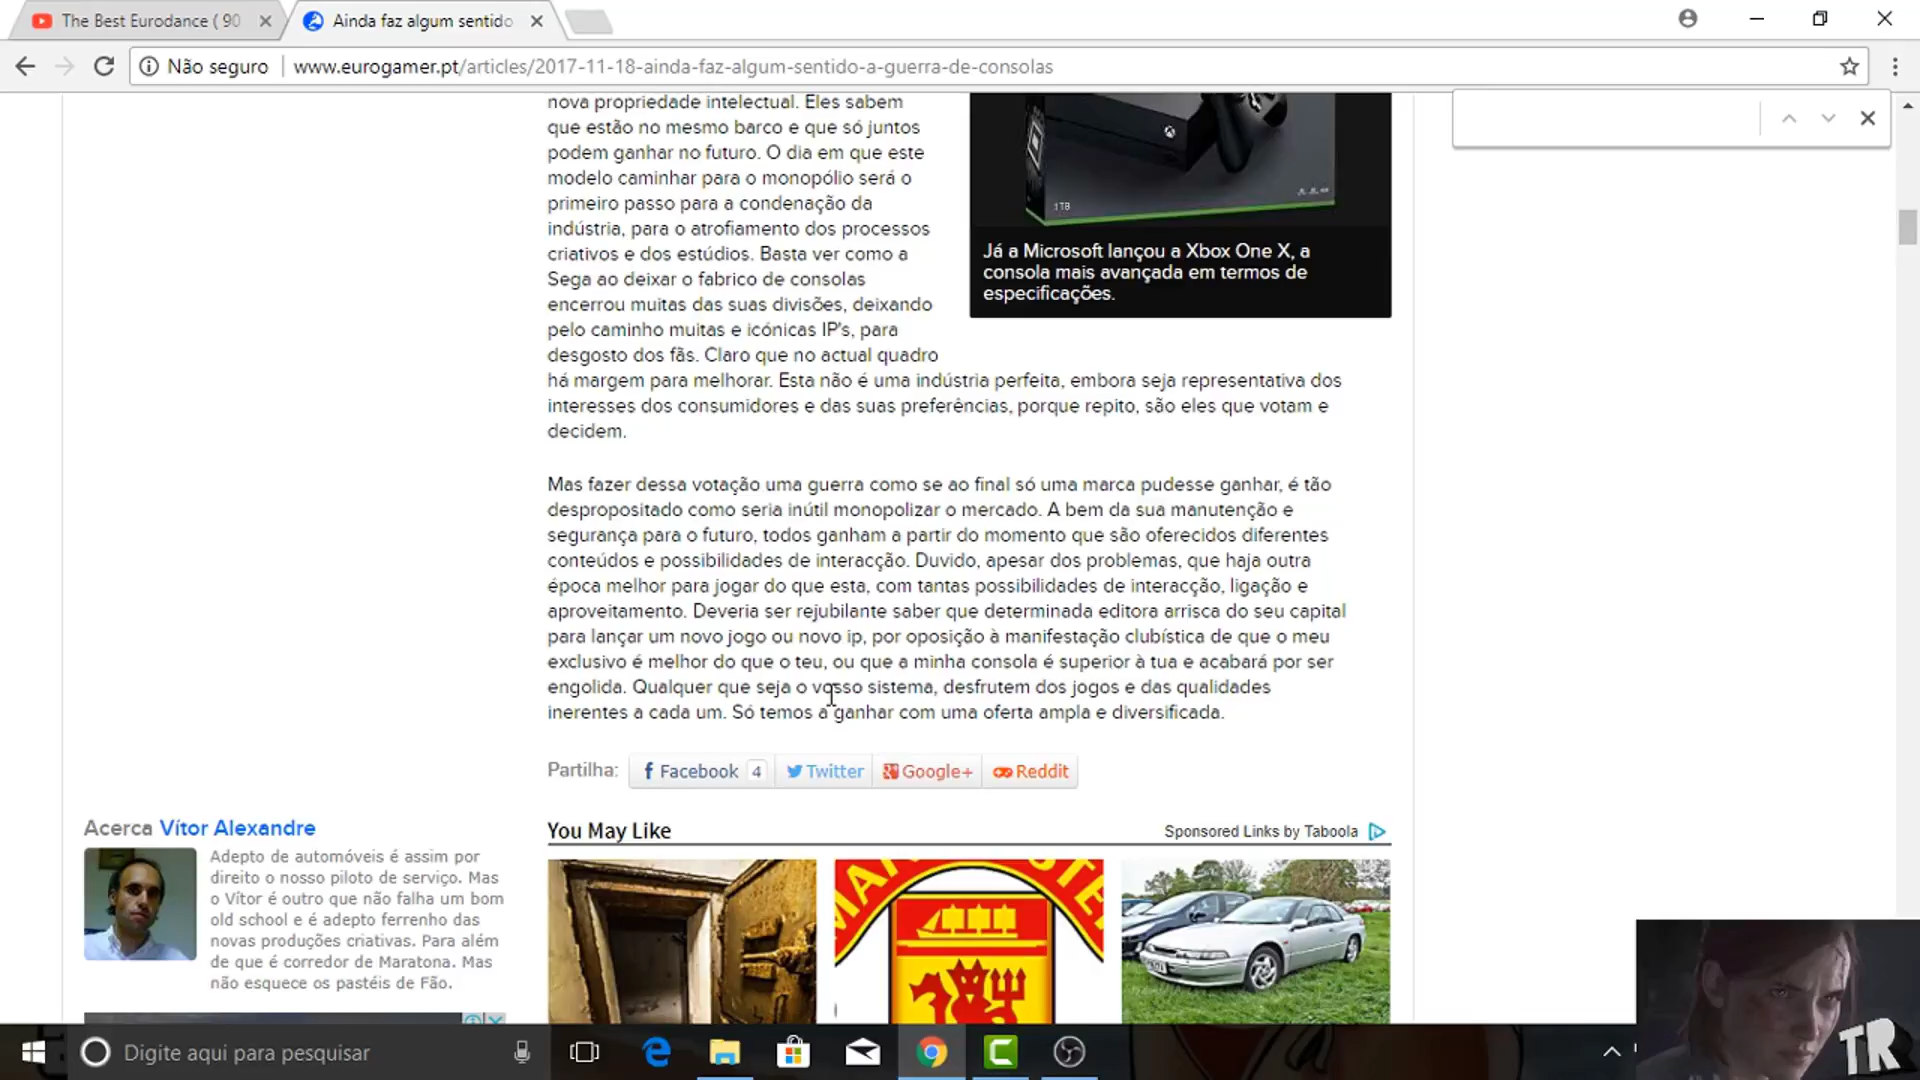 The Best Eurodance ( 90
Ainda faz algum sentido
Não seguro
www.eurogamer.pt/articles/2017-11-18-ainda-faz-algum-sentido-a-guerra-de-consolas
nova propriedade intelectual. Eles sabem
que estão no mesmo barco e que só juntos
podem ganhar no futuro. O dia em que este
modelo caminhar para o monopólio será o
primeiro passo para a condenação da
indústria, para o atrofiamento dos processos
criativos e dos estúdios. Basta ver como a
Sega ao deixar o fabrico de consolas
encerrou muitas das suas divisões, deixando
pelo caminho muitas e icónicas IP's, para
desgosto dos fãs. Claro que no actual quadro
há margem para melhorar. Esta não é uma indústria perfeita, embora seja representativa dos
interesses dos consumidores e das suas preferências, porque repito, são eles que votam e
decidem.
1TB
Já a Microsoft lançou a Xbox One X, a
consola mais avançada em termos de
especificações.
Mas fazer dessa votação uma guerra como se ao final só uma marca pudesse ganhar, é tão
despropositado como seria inútil monopolizar o mercado. A bem da sua manutenção e
segurança para o futuro, todos ganham a partir do momento que são oferecidos diferentes
conteúdos e possibilidades de interacção. Duvido, apesar dos problemas, que haja outra
época melhor para jogar do que esta, com tantas possibilidades de interacção, ligação e
aproveitamento. Deveria ser rejubilante saber que determinada editora arrisca do seu capital
para lançar um novo jogo ou novo ip, por oposição à manifestação clubística de que o meu
exclusivo é melhor do que o teu, ou que a minha consola é superior à tua e acabará por ser
engolida. Qualquer que seja o vosso sistema, desfrutem dos jogos e das qualidades
inerentes a cada um. Só temos a ganhar com uma oferta ampla e diversificada.
Partilha: Facebook 4 Twitter Google+ Reddit
Acerca Vítor Alexandre
Adepto de automóveis é assim por
direito o nosso piloto de serviço. Mas
o Vítor é outro que não falha um bom
old school e é adepto ferrenho das
novas produções criativas. Para além
de que é corredor de Maratona. Mas
não esquece os pastéis de Fão.
You May Like
Sponsored Links by Taboola
Digite aqui para pesquisar
TR